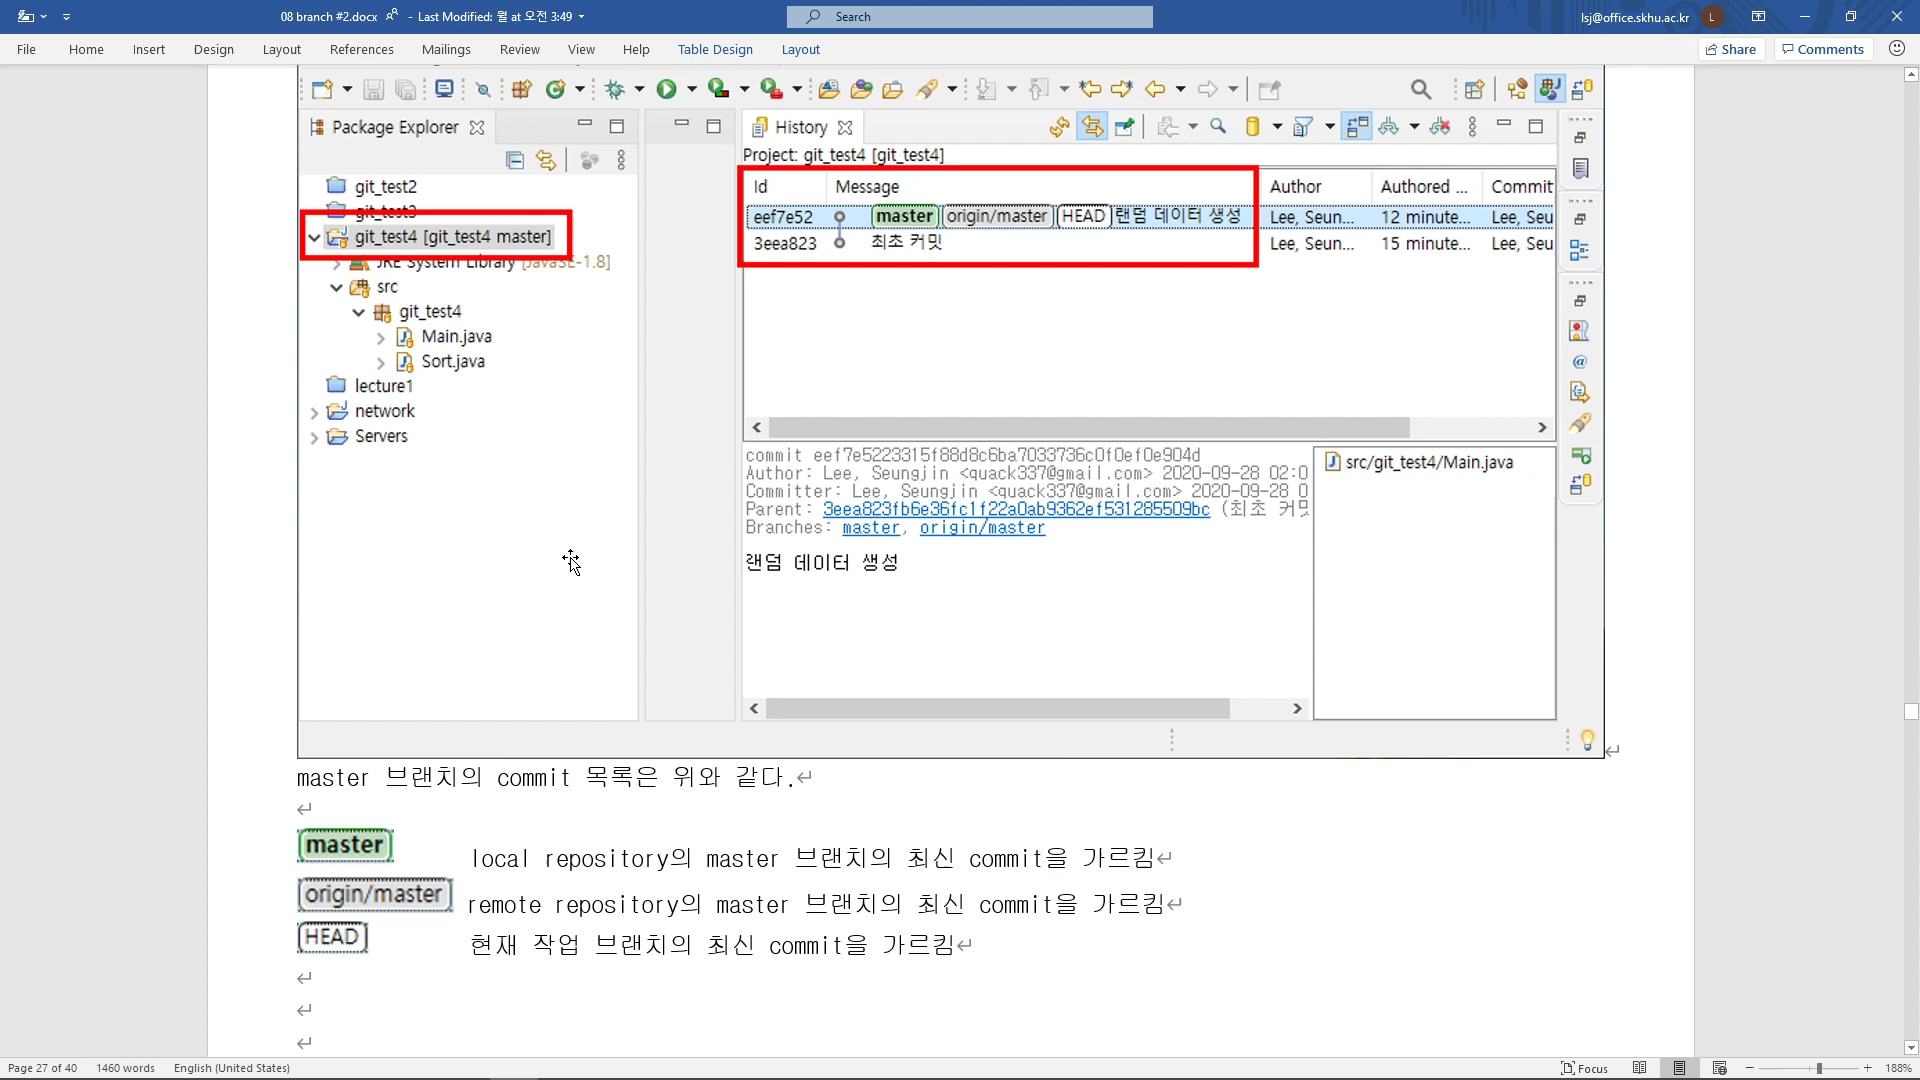 08 branch #2.docx - Last Modified: 월 at 오전 3:49
Search
lsj@office.skhu.ac.kr L
File Home Insert Design Layout References Mailings Review View Help Table Design Layout Share Comments
Package Explorer
git_test2
git_test3
git_test4 [git_test4 master]
JRE System Library [JavaSE-1.8]
src
git_test4
Main.java
Sort.java
lecture1
network
Servers
History
Project: git_test4 [git_test4]
Id Message Author Authored ... Commit
eef7e52 master origin/master HEAD 랜덤 데이터 생성 Lee, Seun... 12 minute... Lee, Seu
3eea823 최초 커밋 Lee, Seun... 15 minute... Lee, Seu
commit eef7e5223315f88d8c6ba7033736c0f0ef0e904d
Author: Lee, Seungjin <quack337@gmail.com> 2020-09-28 02:0
Committer: Lee, Seungjin <quack337@gmail.com> 2020-09-28 0
Parent: 3eea823fb6e36fc1f22a0ab9362ef531285509bc (최초 커밋
Branches: master, origin/master
랜덤 데이터 생성
src/git_test4/Main.java
master 브랜치의 commit 목록은 위와 같다.
master local repository의 master 브랜치의 최신 commit을 가르킴
origin/master remote repository의 master 브랜치의 최신 commit을 가르킴
HEAD 현재 작업 브랜치의 최신 commit을 가르킴
Page 27 of 40 1460 words English (United States) Focus 188%